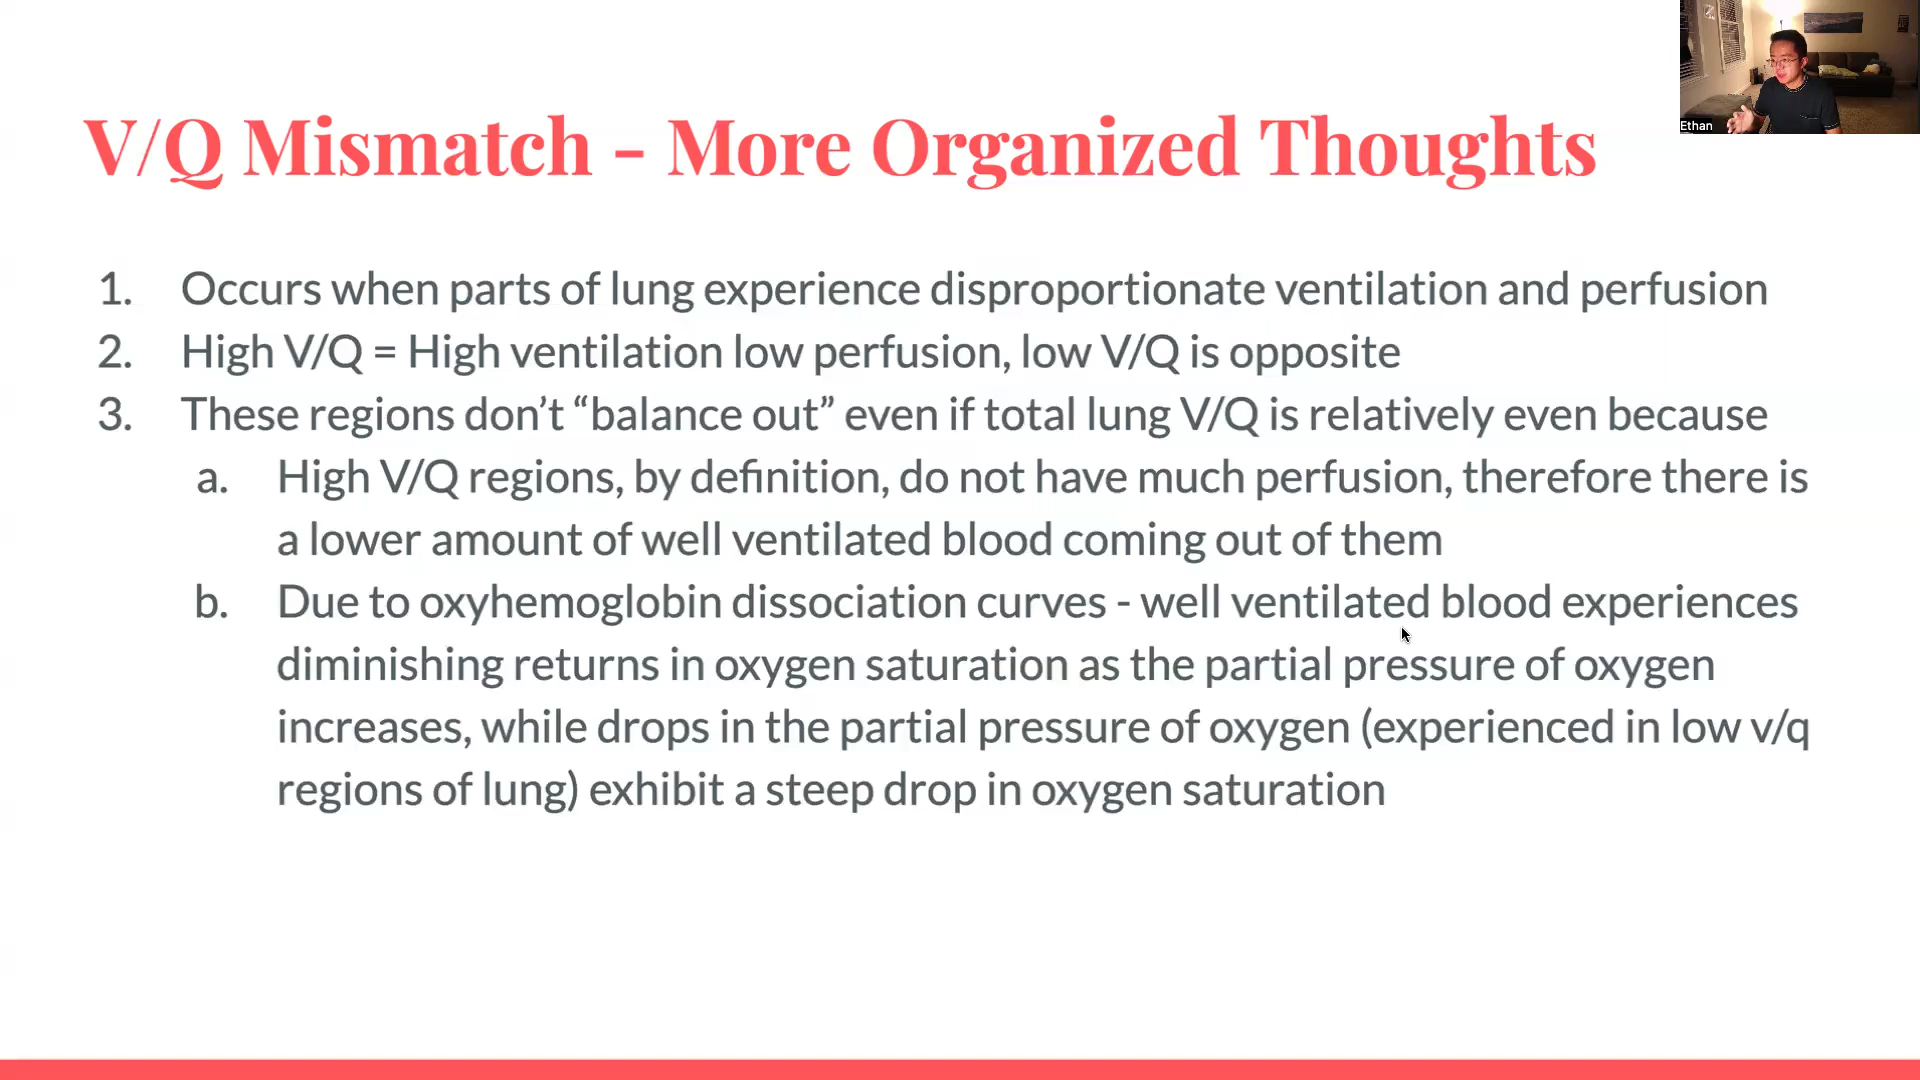 V/Q Mismatch - More Organized Thoughts
Ethan
1. Occurs when parts of lung experience disproportionate ventilation and perfusion
2. High V/Q = High ventilation low perfusion, low V/Q is opposite
3. These regions don’t “balance out” even if total lung V/Q is relatively even because
a. High V/Q regions, by definition, do not have much perfusion, therefore there is
a lower amount of well ventilated blood coming out of them
b. Due to oxyhemoglobin dissociation curves - well ventilated blood experiences
diminishing returns in oxygen saturation as the partial pressure of oxygen
increases, while drops in the partial pressure of oxygen (experienced in low v/q
regions of lung) exhibit a steep drop in oxygen saturation